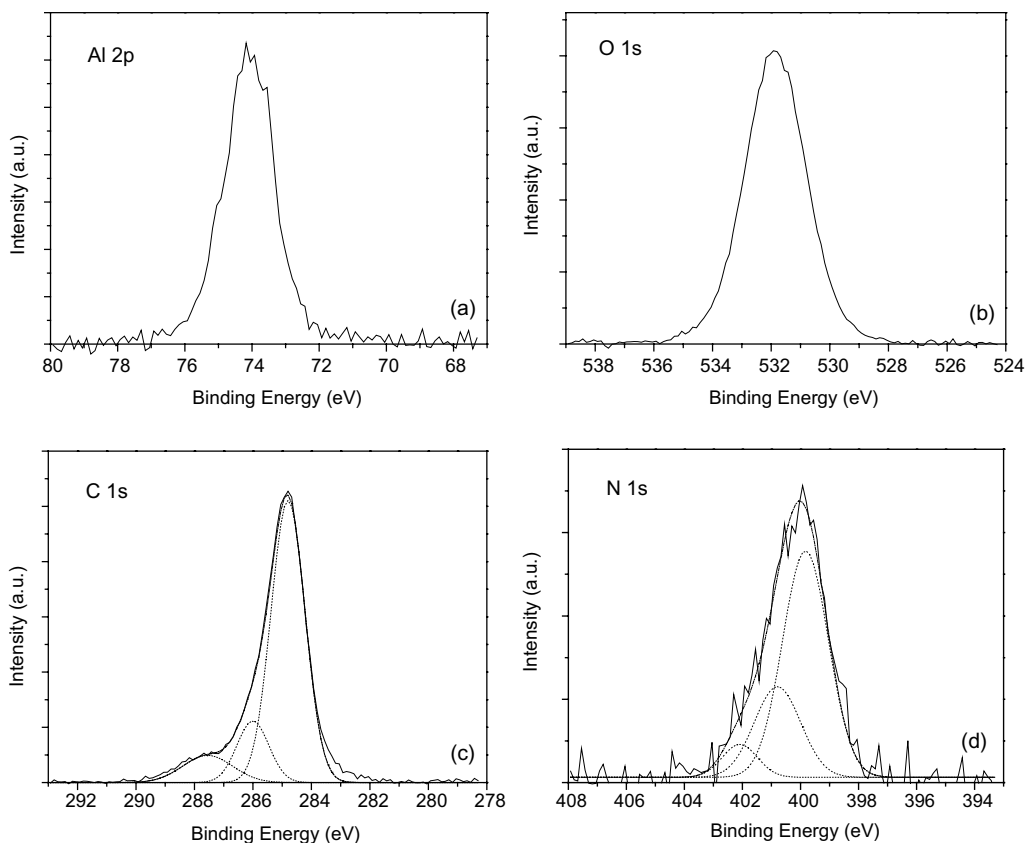 Al 2p
Intensity (a.u.)
(a)
80 78 76 74 72 70 68
Binding Energy (eV)
O 1s
Intensity (a.u.)
(b)
538 536 534 532 530 528 526 524
Binding Energy (eV)
C 1s
Intensity (a.u.)
(c)
292 290 288 286 284 282 280 278
Binding Energy (eV)
N 1s
Intensity (a.u.)
(d)
408 406 404 402 400 398 396 394
Binding Energy (eV)